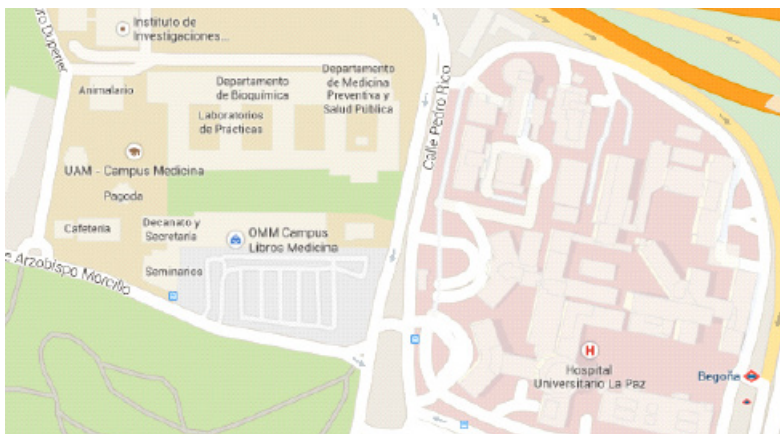 Instituto de
Investigaciones...
Animalario
Departamento
de Bioquímica
Departamento
de Medicina
Preventiva y
Salud Pública
Laboratorios
de Prácticas
Calle Pedro Rico
UAM - Campus Medicina
Pagoda
Cafetería
Decanato y
Secretaría
OMM Campus
Libros Medicina
Seminarios
Arzobispo Morcillo
H
Hospital
Universitario La Paz
Begoña